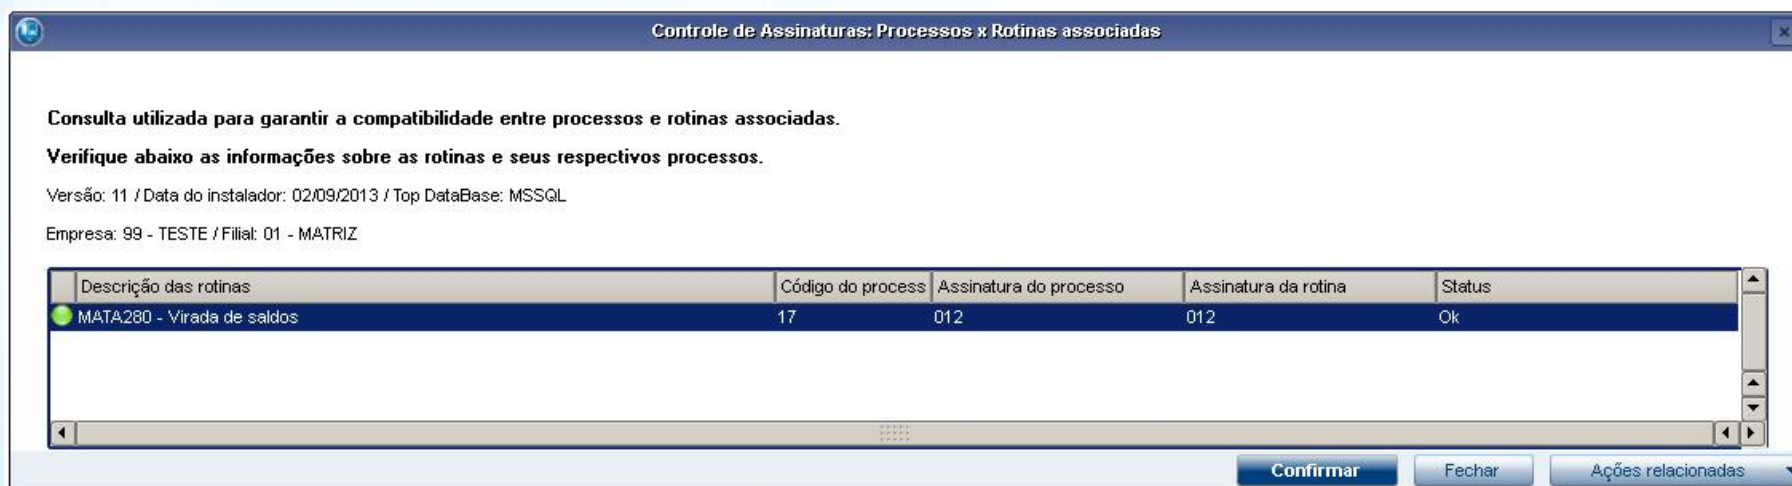 Controle de Assinaturas: Processos x Rotinas associadas
Consulta utilizada para garantir a compatibilidade entre processos e rotinas associadas.
Verifique abaixo as informações sobre as rotinas e seus respectivos processos.
Versão: 11 / Data do instalador: 02/09/2013 / Top DataBase: MSSQL
Empresa: 99 - TESTE / Filial: 01 - MATRIZ
Descrição das rotinas Código do process Assinatura do processo Assinatura da rotina Status
MATA280 - Virada de saldos 17 012 012 Ok
Confirmar Fechar Ações relacionadas